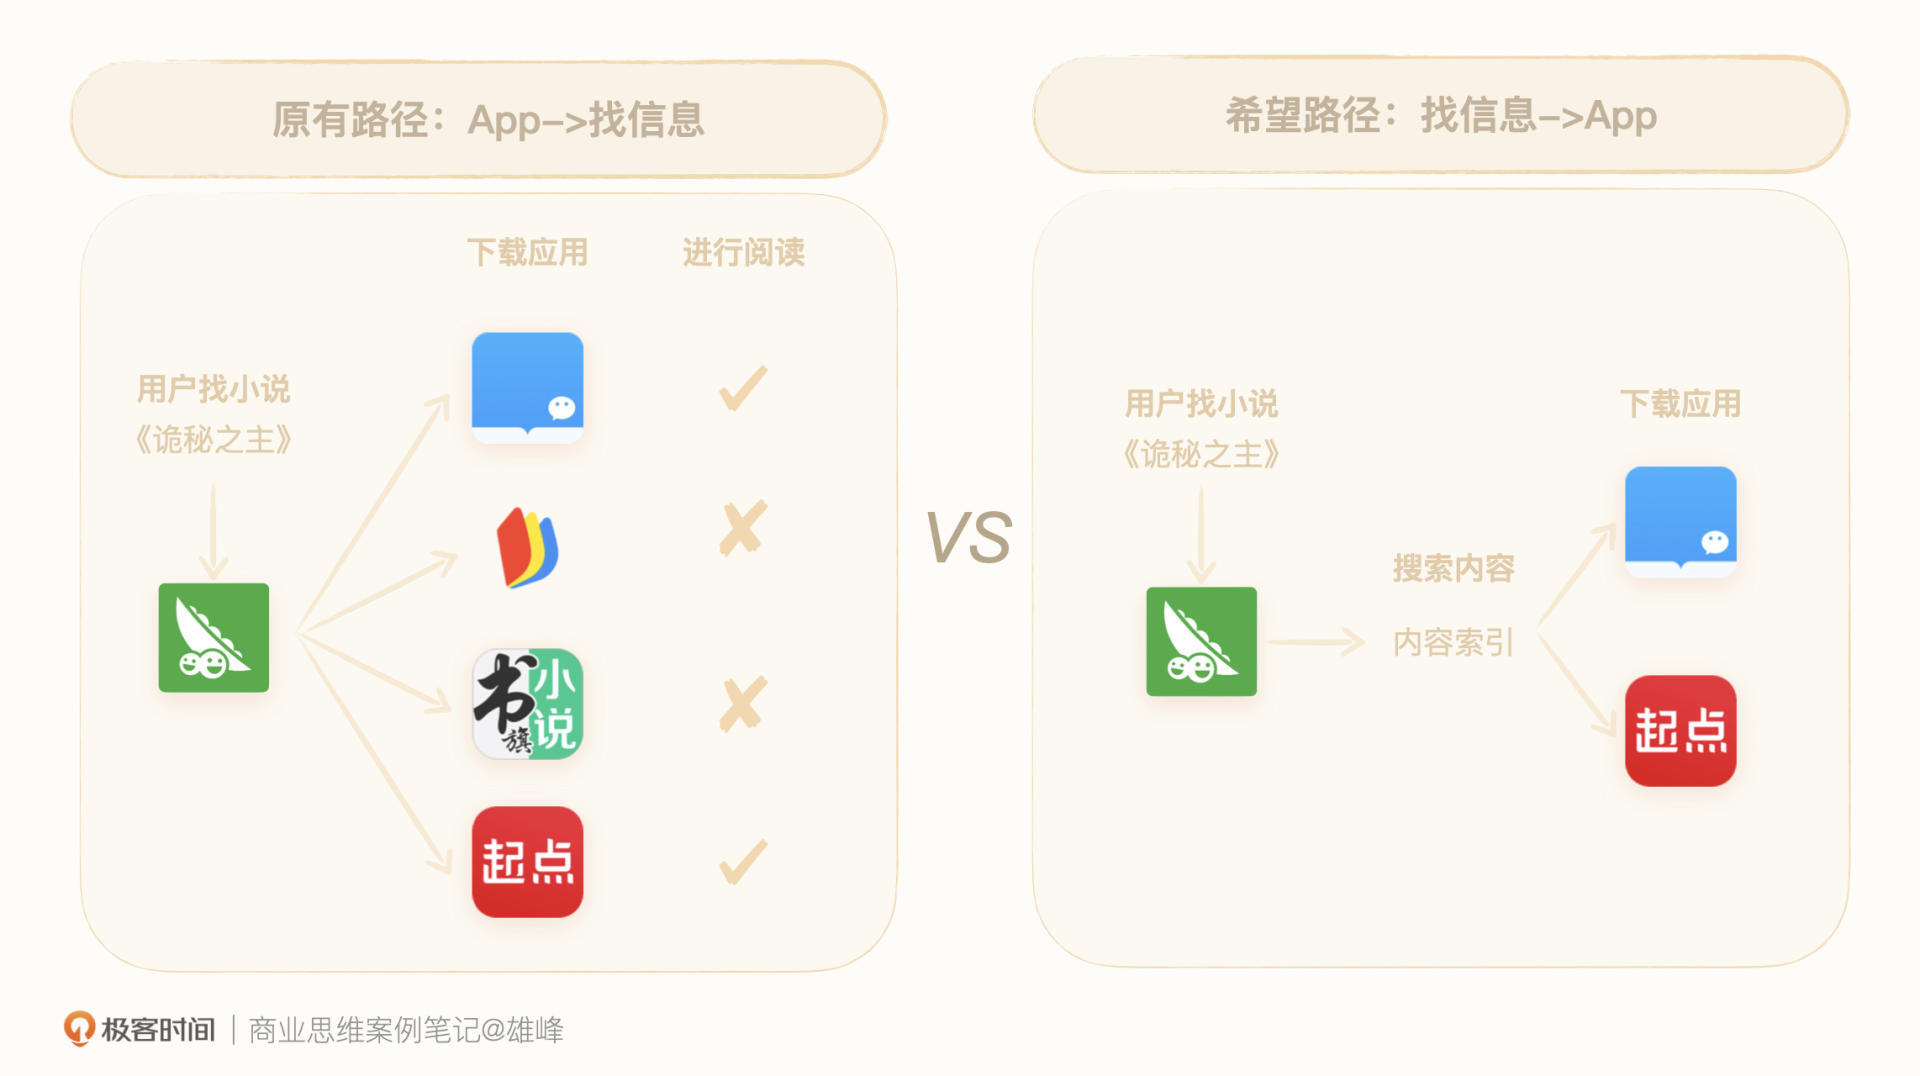 原有路径：App->找信息
下载应用
进行阅读
用户找小说
《诡秘之主》
书旗
小说
起点
VS
希望路径：找信息->App
用户找小说
《诡秘之主》
搜索内容
内容索引
下载应用
起点
极客时间 | 商业思维案例笔记@雄峰